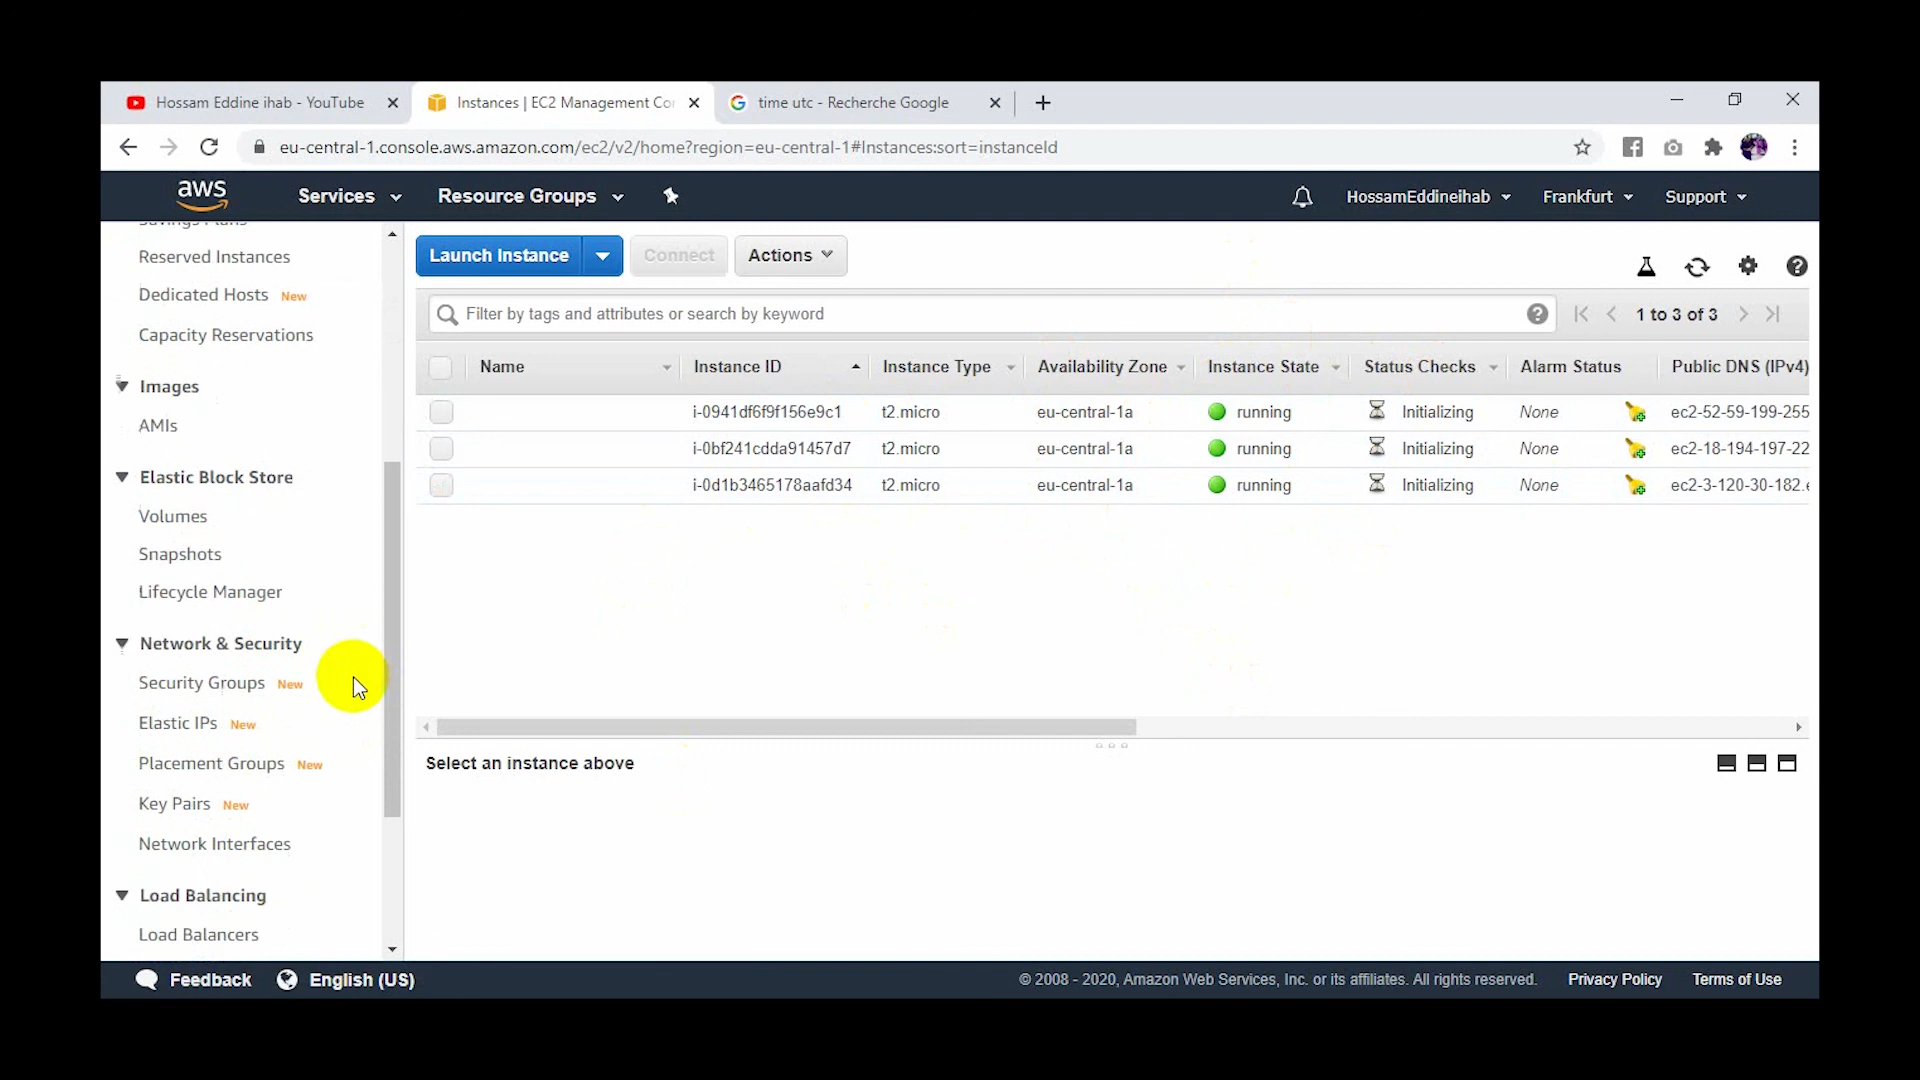 Hossam Eddine ihab - YouTube
Instances | EC2 Management Co
time utc - Recherche Google
eu-central-1.console.aws.amazon.com/ec2/v2/home?region=eu-central-1#Instances:sort=instanceId
aws
Services
Resource Groups
HossamEddineihab
Frankfurt
Support
Savings Plans
Reserved Instances
Dedicated Hosts New
Capacity Reservations
Images
AMIs
Elastic Block Store
Volumes
Snapshots
Lifecycle Manager
Network & Security
Security Groups New
Elastic IPs New
Placement Groups New
Key Pairs New
Network Interfaces
Load Balancing
Load Balancers
Launch Instance
Connect
Actions
Filter by tags and attributes or search by keyword
1 to 3 of 3
Name Instance ID Instance Type Availability Zone Instance State Status Checks Alarm Status Public DNS (IPv4)
i-0941df6f9f156e9c1 t2.micro eu-central-1a running Initializing None ec2-52-59-199-255
i-0bf241cdda91457d7 t2.micro eu-central-1a running Initializing None ec2-18-194-197-22
i-0d1b3465178aafd34 t2.micro eu-central-1a running Initializing None ec2-3-120-30-182.e
Select an instance above
Feedback
English (US)
© 2008 - 2020, Amazon Web Services, Inc. or its affiliates. All rights reserved.
Privacy Policy
Terms of Use